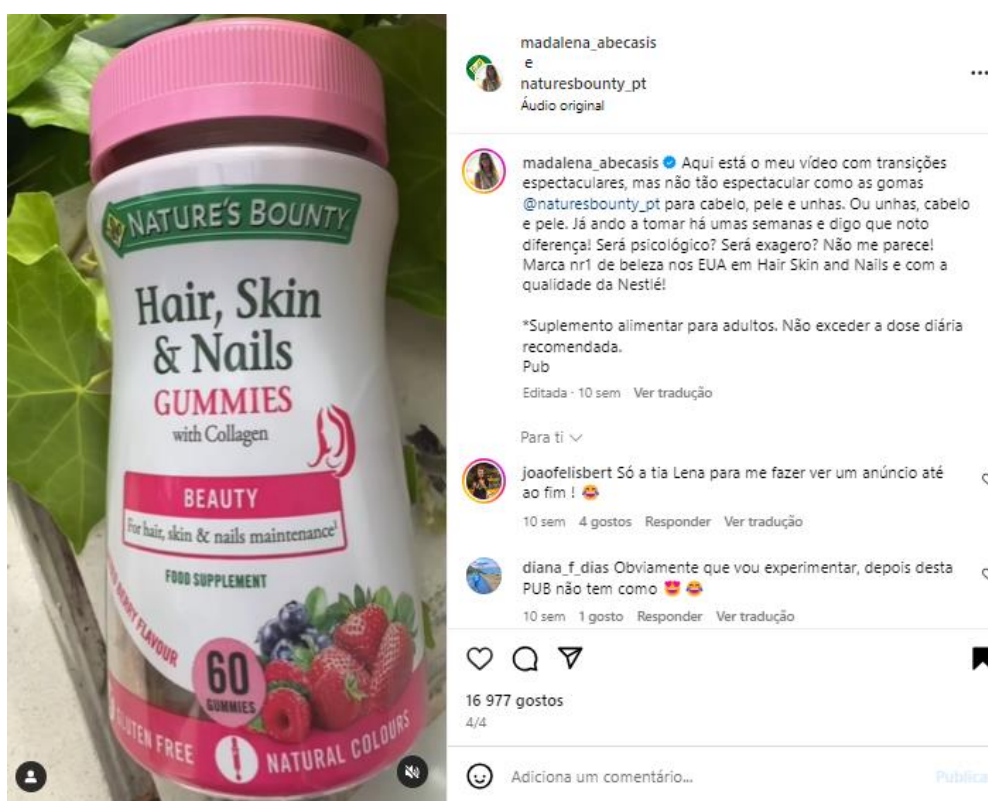 NATURE'S BOUNTY
Hair, Skin
& Nails
GUMMIES
with Collagen
BEAUTY
For hair, skin & nails maintenance¹
FOOD SUPPLEMENT
BERRY FLAVOUR
60
GUMMIES
GLUTEN FREE
NATURAL COLOURS
madalena_abecasis
e
naturesbounty_pt
Áudio original
madalena_abecasis Aqui está o meu vídeo com transições
espectaculares, mas não tão espectacular como as gomas
@naturesbounty_pt para cabelo, pele e unhas. Ou unhas, cabelo
e pele. Já ando a tomar há umas semanas e digo que noto
diferença! Será psicológico? Será exagero? Não me parece!
Marca nr1 de beleza nos EUA em Hair Skin and Nails e com a
qualidade da Nestlé!
*Suplemento alimentar para adultos. Não exceder a dose diária
recomendada.
Pub
Editada · 10 sem Ver tradução
Para ti
joaofelisbert Só a tia Lena para me fazer ver um anúncio até
ao fim ! 😂
10 sem 4 gostos Responder Ver tradução
diana_f_dias Obviamente que vou experimentar, depois desta
PUB não tem como 😍 😂
10 sem 1 gosto Responder Ver tradução
16 977 gostos
4/4
Adiciona um comentário...
Publica